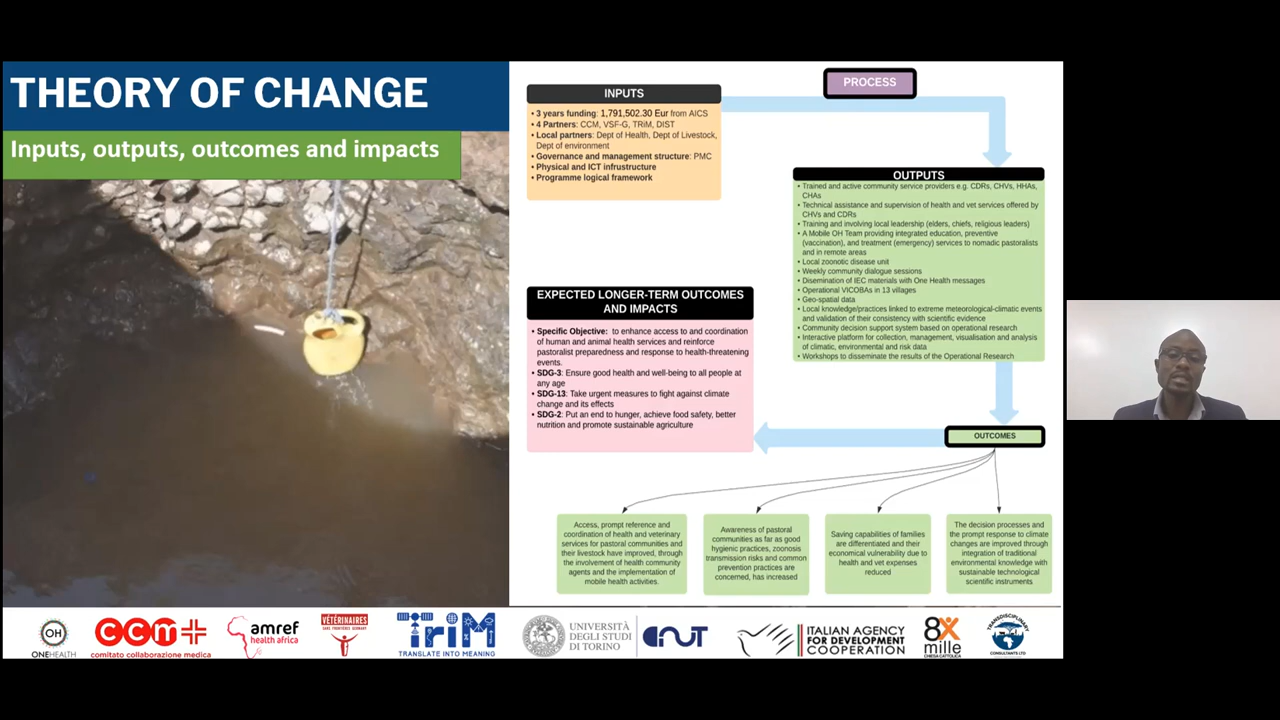 THEORY OF CHANGE
Inputs, outputs, outcomes and impacts
PROCESS
INPUTS
• 3 years funding: 1,791,502.30 Eur from AICS
• 4 Partners: CCM, VSF-G, TRiM, DIST
• Local partners: Dept of Health, Dept of Livestock,
Dept of environment
• Governance and management structure: PMC
• Physical and ICT infrustructure
• Programme logical framework
OUTPUTS
• Trained and active community service providers e.g. CDRs, CHVs, HHAs,
CHAs
• Technical assistance and supervision of health and vet services offered by
CHVs and CDRs
• Training and involving local leadership (elders, chiefs, religious leaders)
• A Mobile OH Team providing integrated education, preventive
(vaccination), and treatment (emergency) services to nomadic pastoralists
and in remote areas
• Local zoonotic disease unit
• Weekly community dialogue sessions
• Disemination of IEC materials with One Health messages
• Operational VICOBAs in 13 villages
• Geo-spatial data
• Local knowledge/practices linked to extreme meteorological-climatic events
and validation of their consistency with scientific evidence
• Community decision support system based on operational research
• Interactive platform for collection, management, visualisation and analysis
of climatic, environmental and risk data
• Workshops to disseminate the results of the Operational Research
EXPECTED LONGER-TERM OUTCOMES
AND IMPACTS
• Specific Objective: to enhance access to and coordination
of human and animal health services and reinforce
pastoralist preparedness and response to health-threatening
events.
• SDG-3: Ensure good health and well-being to all people at
any age
• SDG-13: Take urgent measures to fight against climate
change and its effects
• SDG-2: Put an end to hunger, achieve food safety, better
nutrition and promote sustainable agriculture
OUTCOMES
Access, prompt reference and
coordination of health and veterinary
services for pastoral communities and
their livestock have improved, through
the involvement of health community
agents and the implementation of
mobile health activities.
Awareness of pastoral
communities as far as good
hygienic practices, zoonosis
transmission risks and common
prevention practices are
concerned, has increased
Saving capabilities of families
are differentiated and their
economical vulnerability due to
health and vet expenses
reduced
The decision processes and
the prompt response to climate
changes are improved through
integration of traditional
environmental knowledge with
sustainable technological
scientific instruments
OH
ONEHEALTH
ccm
comitato collaborazione medica
amref
health africa
VÉTÉRINAIRES
SANS FRONTIÈRES GERMANY
TriM
TRANSLATE INTO MEANING
UNIVERSITÀ
DEGLI STUDI
DI TORINO
ITALIAN AGENCY
FOR DEVELOPMENT
COOPERATION
8X
mille
CHIESA CATTOLICA
TRANSDISCIPLINARY
CONSULTANTS LTD